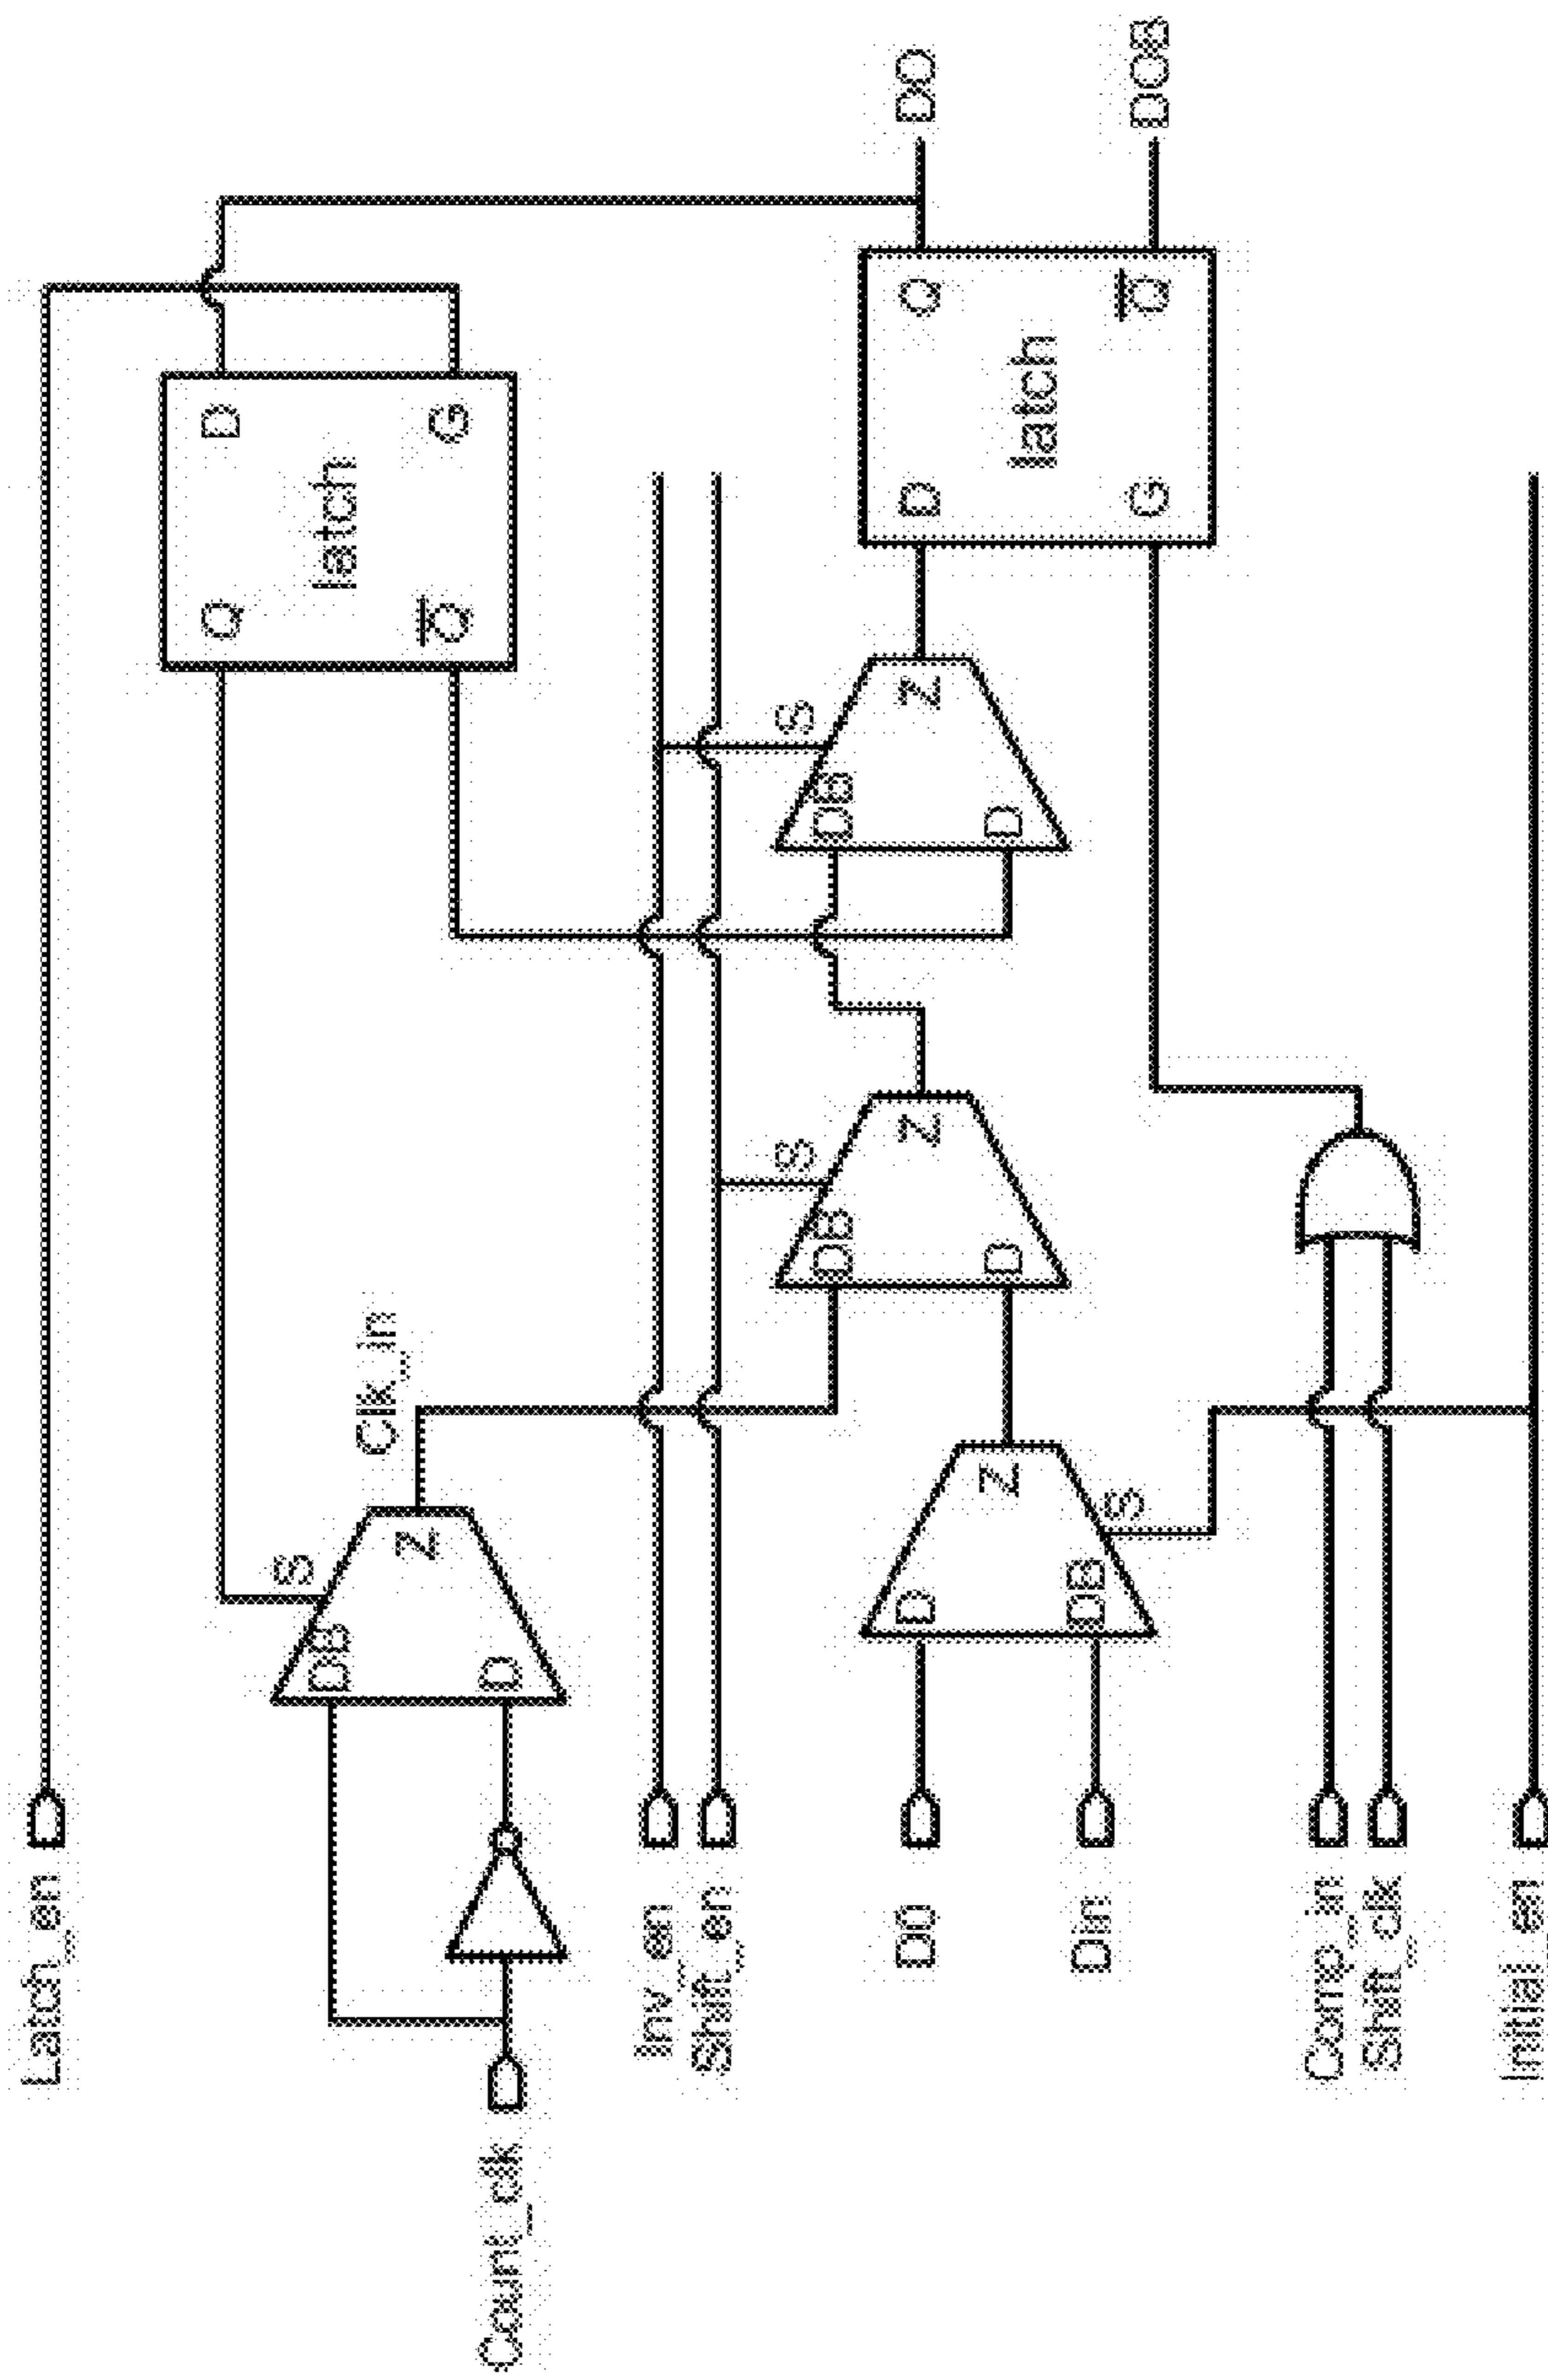 Latch_en
Q
D
latch
Q
G
S
DB
Z
D
Clk_in
Count_clk
Inv_en
Shift_en
S
DB
Z
D
S
DB
Z
D
D
Q
DO
latch
G
Q
DOB
D0
D
Z
Din
DB
S
Comp_in
Shift_clk
Initial_en